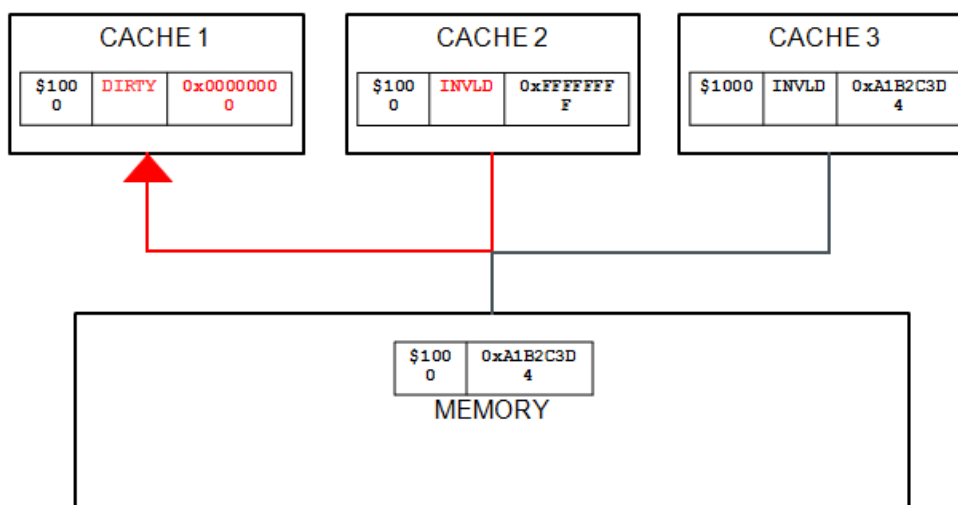 CACHE 1
CACHE 2
CACHE 3
$100
0
DIRTY
0x0000000
0
$100
0
INVLD
0xFFFFFFF
F
$1000
INVLD
0xA1B2C3D
4
$100
0
0xA1B2C3D
4
MEMORY